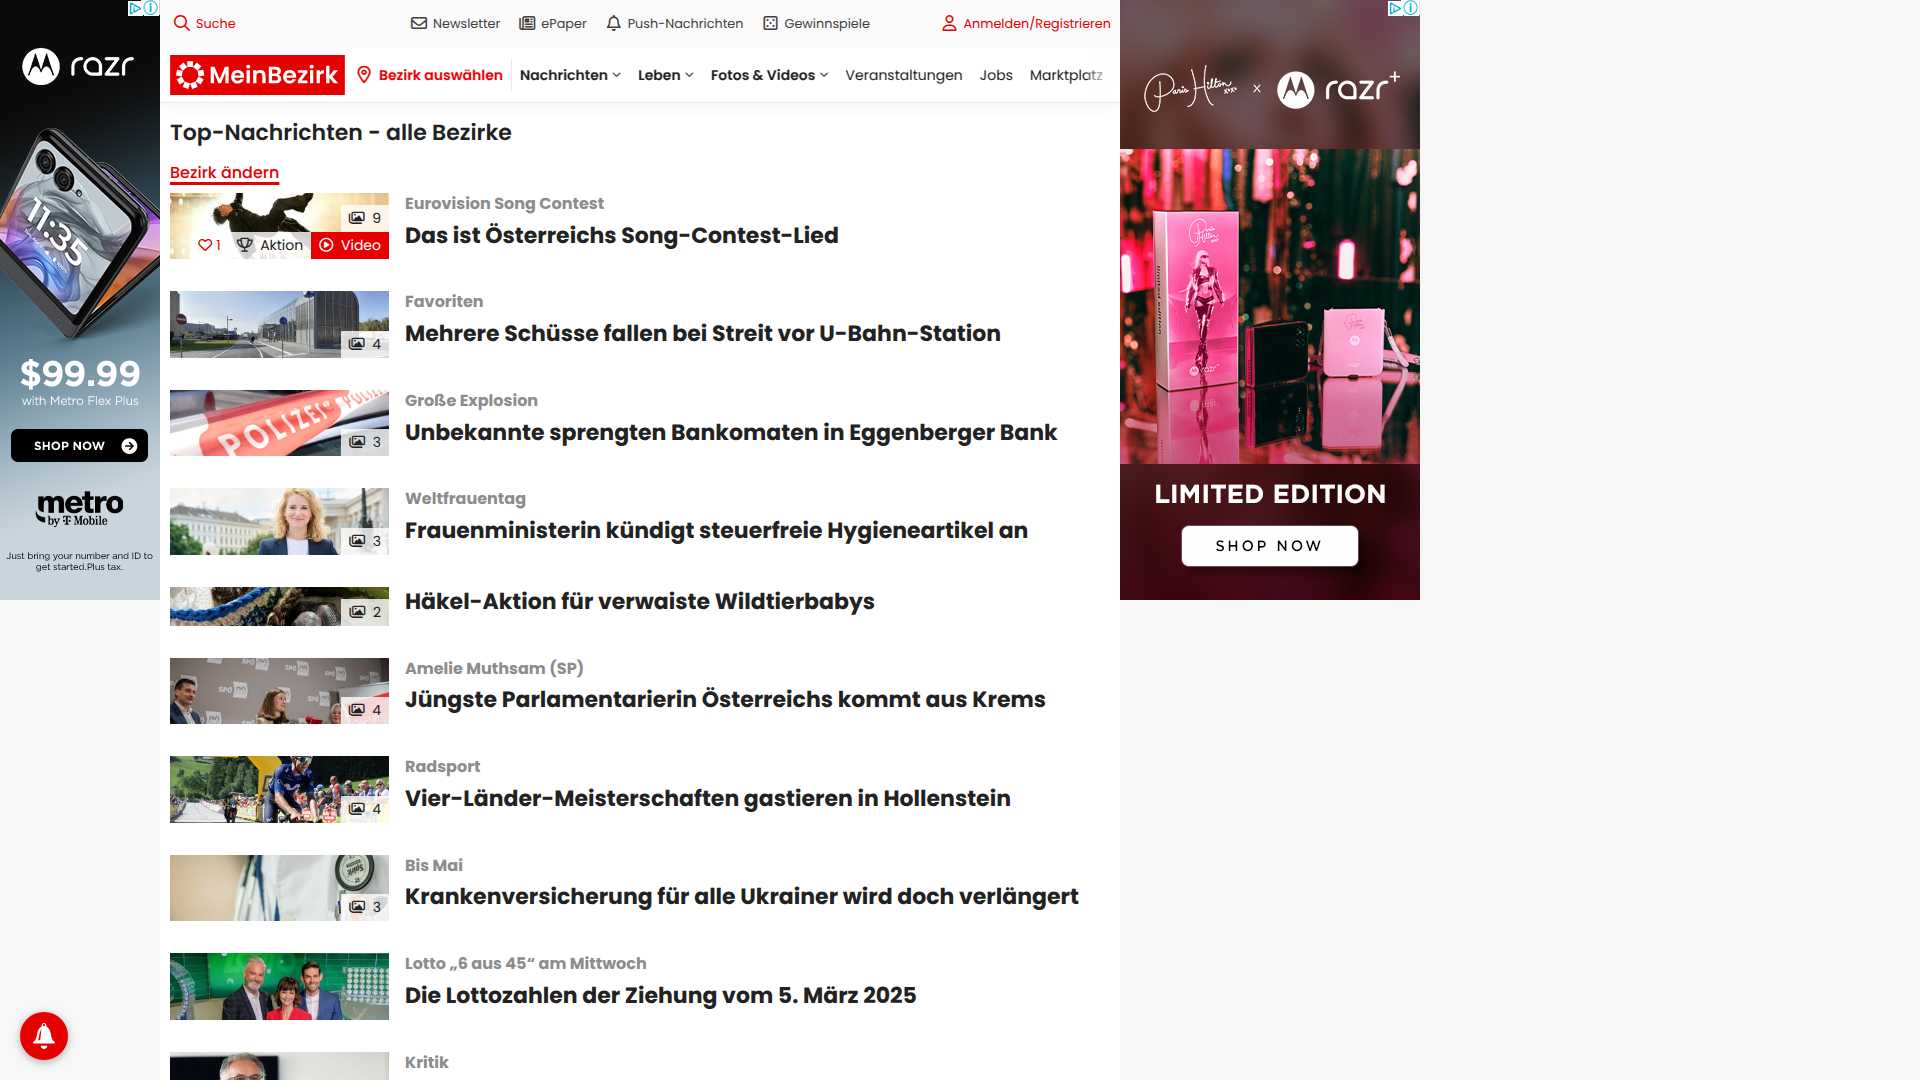 Suche
Newsletter
ePaper
Push-Nachrichten
Gewinnspiele
Anmelden/Registrieren
MeinBezirk
Bezirk auswählen
Nachrichten
Leben
Fotos & Videos
Veranstaltungen
Jobs
Marktplatz
Top-Nachrichten - alle Bezirke
Bezirk ändern
9
1
Aktion
Video
Eurovision Song Contest
Das ist Österreichs Song-Contest-Lied
4
Favoriten
Mehrere Schüsse fallen bei Streit vor U-Bahn-Station
POLIZEI
3
Große Explosion
Unbekannte sprengten Bankomaten in Eggenberger Bank
3
Weltfrauentag
Frauenministerin kündigt steuerfreie Hygieneartikel an
2
Häkel-Aktion für verwaiste Wildtierbabys
SPÖ
4
Amelie Muthsam (SP)
Jüngste Parlamentarierin Österreichs kommt aus Krems
4
Radsport
Vier-Länder-Meisterschaften gastieren in Hollenstein
3
Bis Mai
Krankenversicherung für alle Ukrainer wird doch verlängert
Lotto „6 aus 45“ am Mittwoch
Die Lottozahlen der Ziehung vom 5. März 2025
Kritik
razr
11:35
$99.99
with Metro Flex Plus
SHOP NOW
metro
by T Mobile
Just bring your number and ID to
get started.Plus tax.
Paris Hilton
x
razr+
razr+
LIMITED EDITION
SHOP NOW